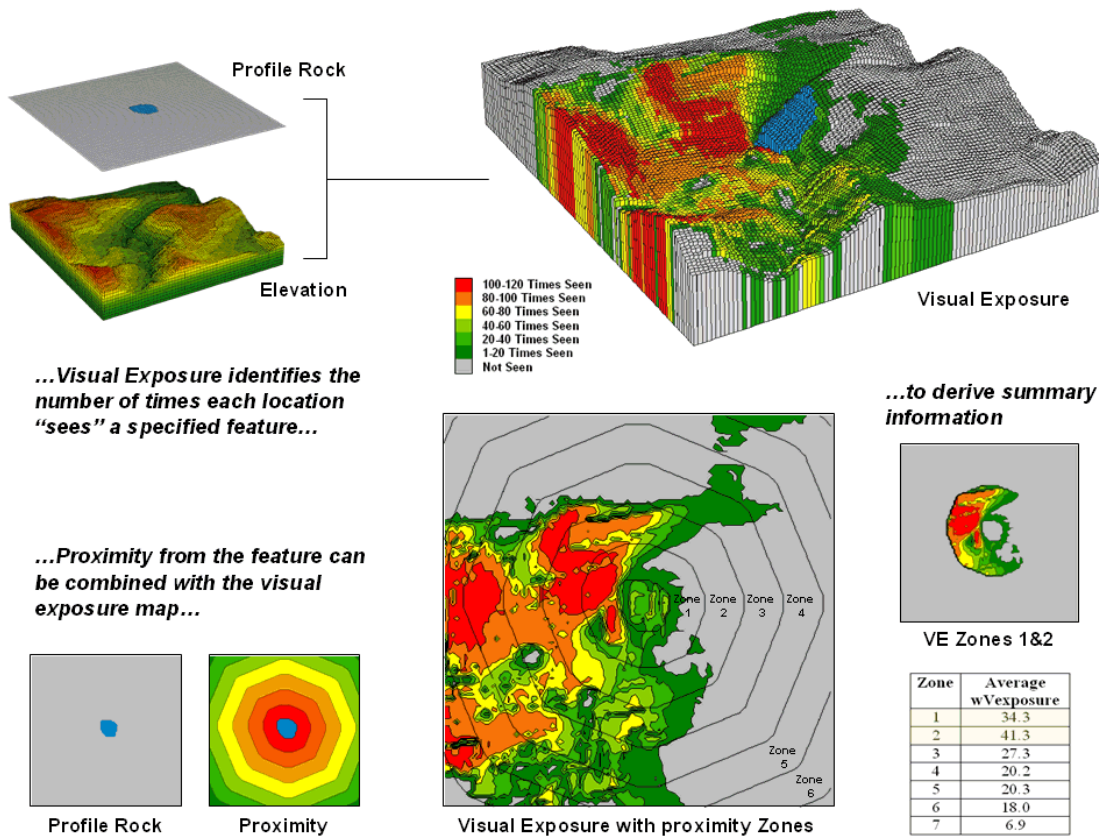 Profile Rock
Elevation
100-120 Times Seen
80-100 Times Seen
60-80 Times Seen
40-60 Times Seen
20-40 Times Seen
1-20 Times Seen
Not Seen
Visual Exposure
...Visual Exposure identifies the
number of times each location
“sees” a specified feature...
...Proximity from the feature can
be combined with the visual
exposure map...
Profile Rock
Proximity
Zone
1
Zone
2
Zone
3
Zone
4
Zone
5
Zone
6
Visual Exposure with proximity Zones
...to derive summary
information
VE Zones 1&2
Zone Average
wVexposure
1 34.3
2 41.3
3 27.3
4 20.2
5 20.3
6 18.0
7 6.9